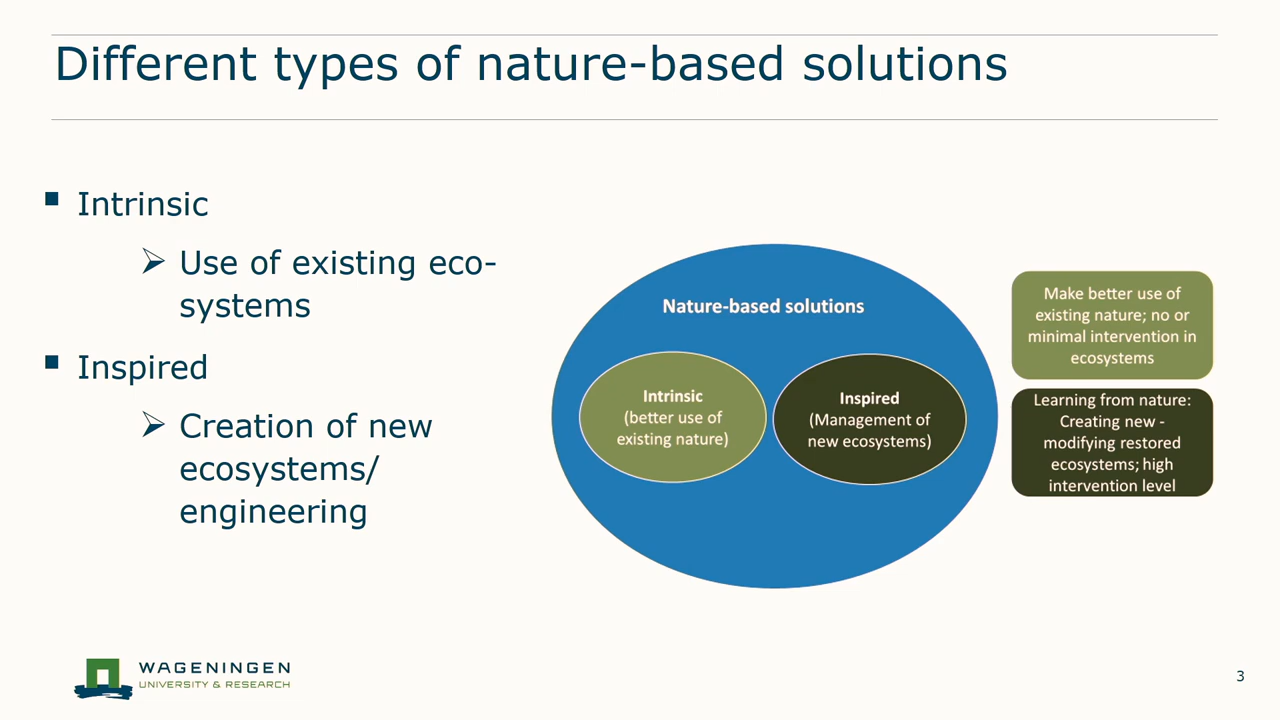 Different types of nature-based solutions
Intrinsic
Use of existing eco-
systems
Inspired
Creation of new
ecosystems/
engineering
Nature-based solutions
Intrinsic
(better use of
existing nature)
Inspired
(Management of
new ecosystems)
Make better use of
existing nature; no or
minimal intervention in
ecosystems
Learning from nature:
Creating new -
modifying restored
ecosystems; high
intervention level
WAGENINGEN
UNIVERSITY & RESEARCH
3